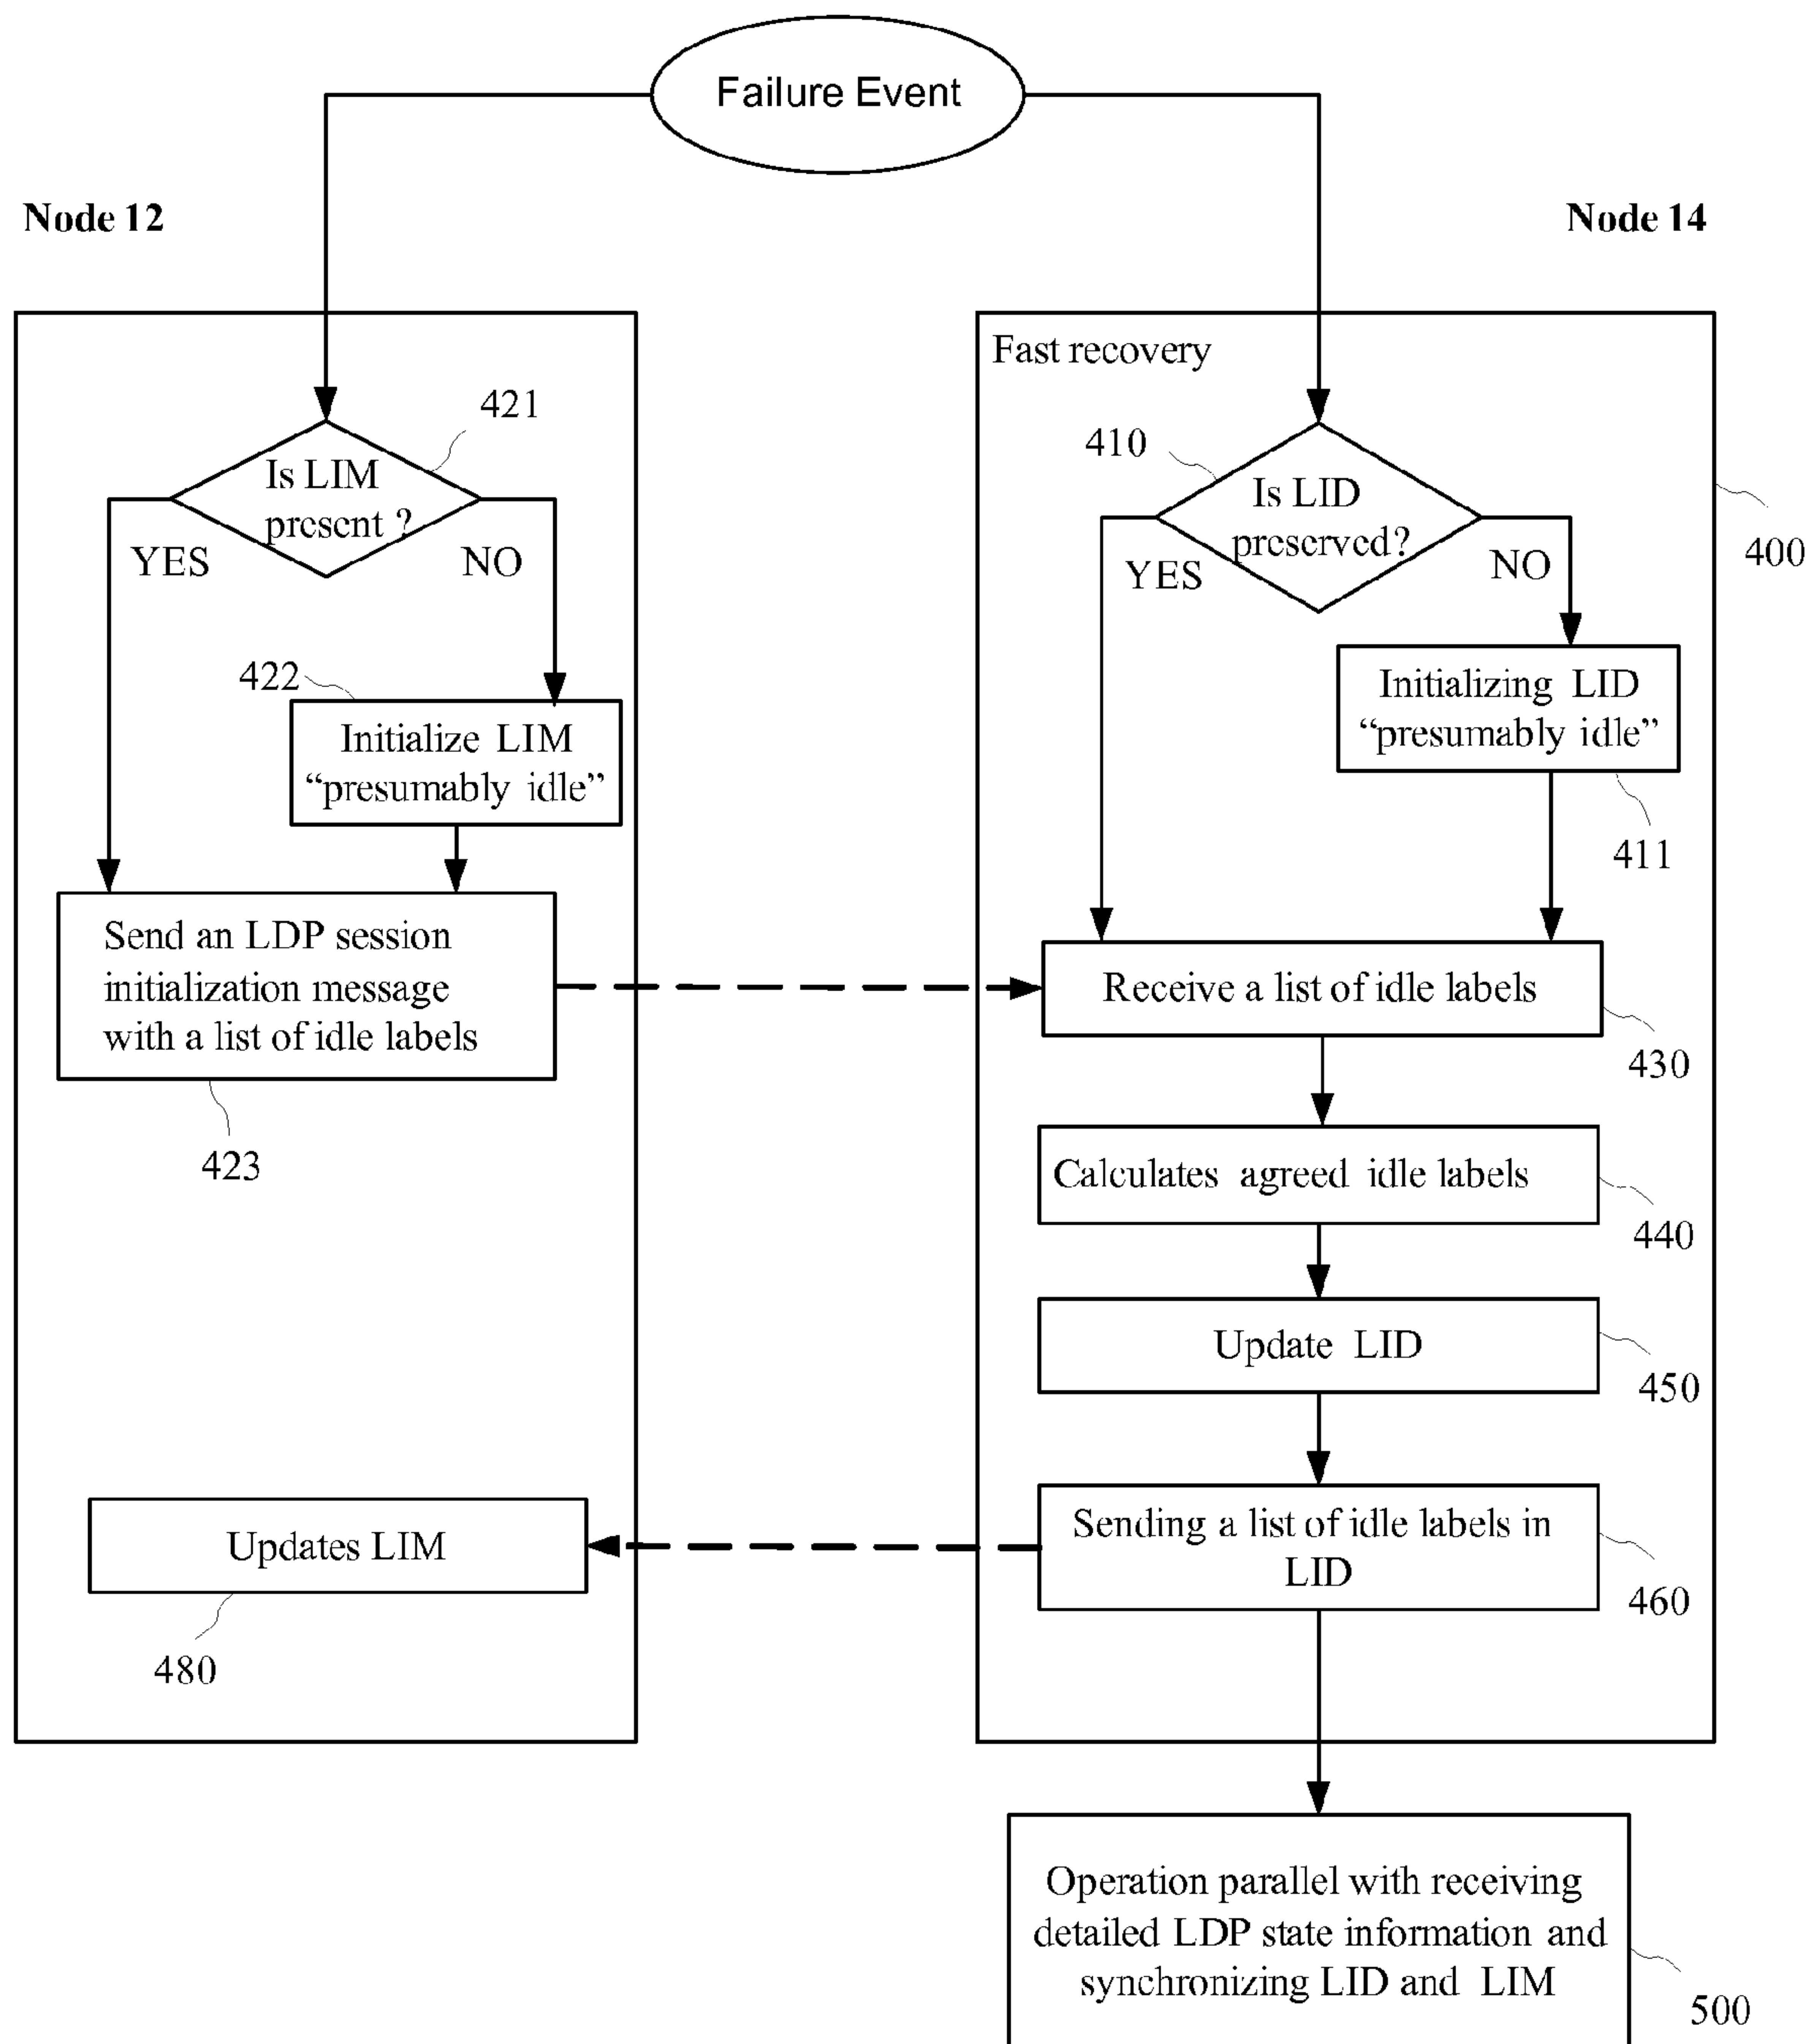 Failure Event
Node 12
Node 14
Fast recovery
421
Is LIM
present ?
YES
NO
410
Is LID
preserved?
YES
NO
400
422
Initialize LIM
“presumably idle”
Initializing LID
“presumably idle”
411
Send an LDP session
initialization message
with a list of idle labels
423
Receive a list of idle labels
430
Calculates agreed idle labels
440
Update LID
450
Updates LIM
480
Sending a list of idle labels in
LID
460
Operation parallel with receiving
detailed LDP state information and
synchronizing LID and LIM
500